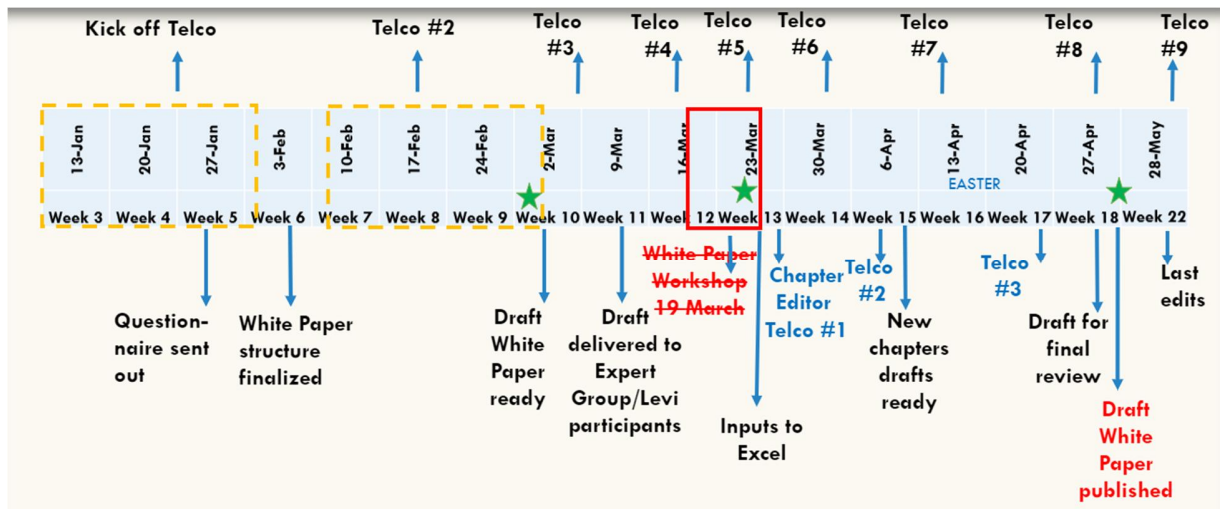 Kick off Telco
Telco #2
Telco
#3
Telco
#4
Telco
#5
Telco
#6
Telco
#7
Telco
#8
Telco
#9
13-Jan
20-Jan
27-Jan
3-Feb
10-Feb
17-Feb
24-Feb
2-Mar
9-Mar
16-Mar
23-Mar
30-Mar
6-Apr
13-Apr
20-Apr
27-Apr
28-May
EASTER
Week 3 Week 4 Week 5 Week 6 Week 7 Week 8 Week 9 Week 10 Week 11 Week 12 Week 13 Week 14 Week 15 Week 16 Week 17 Week 18 Week 22
Question-
naire sent
out
White Paper
structure
finalized
Draft
White
Paper
ready
Draft
delivered to
Expert
Group/Levi
participants
White Paper
Workshop
19 March
Inputs to
Excel
Chapter
Editor
Telco #1
Telco
#2
New
chapters
drafts
ready
Telco
#3
Draft for
final
review
Draft
White
Paper
published
Last
edits